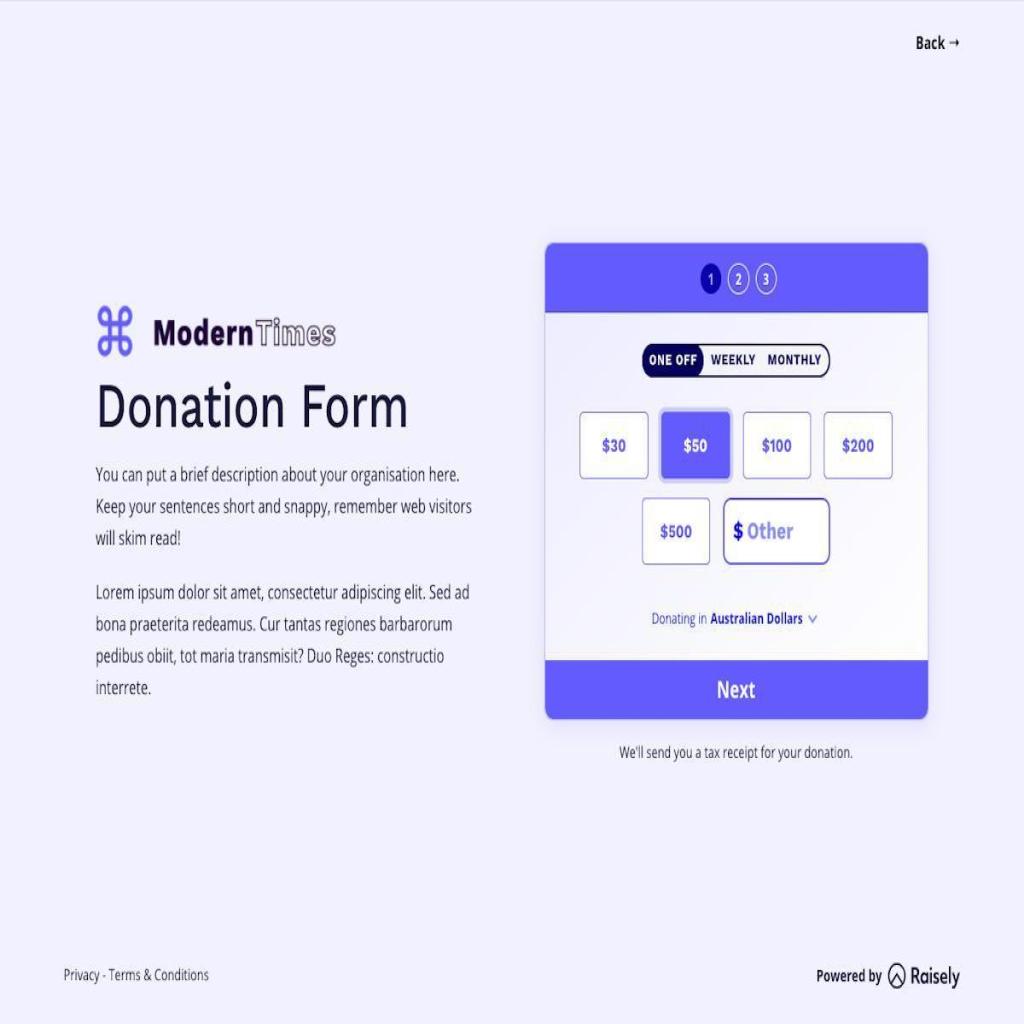 Back →
ModernTimes
Donation Form
You can put a brief description about your organisation here.
Keep your sentences short and snappy, remember web visitors
will skim read!
Lorem ipsum dolor sit amet, consectetur adipiscing elit. Sed ad
bona praeterita redeamus. Cur tantas regiones barbarorum
pedibus obiit, tot maria transmisit? Duo Reges: constructio
interrete.
1 2 3
ONE OFF WEEKLY MONTHLY
$30 $50 $100 $200
$500 $ Other
Donating in Australian Dollars
Next
We'll send you a tax receipt for your donation.
Privacy - Terms & Conditions
Powered by Raisely